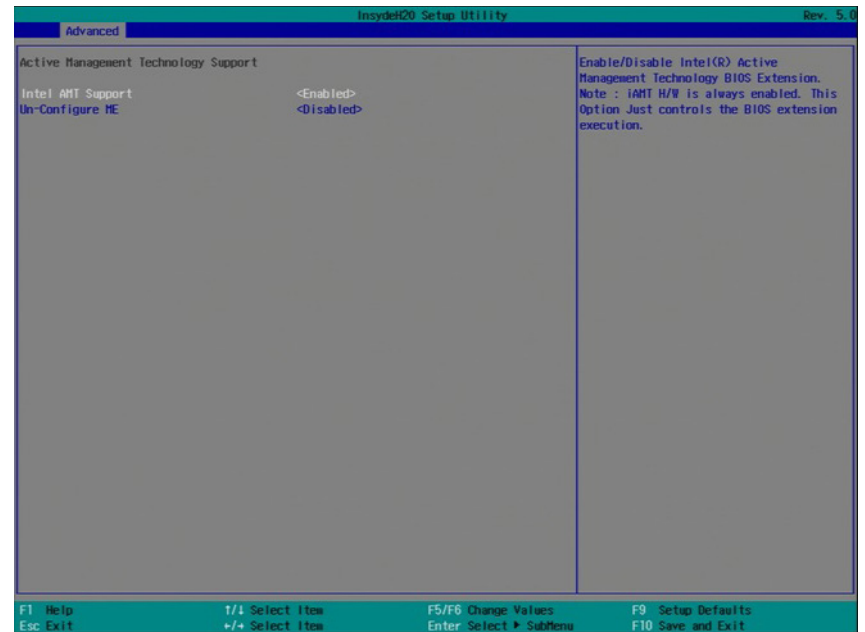 InsydeH20 Setup Utility Rev. 5.0
Advanced
Active Management Technology Support
Intel AMT Support <Enabled>
Un-Configure ME <Disabled>
Enable/Disable Intel(R) Active
Management Technology BIOS Extension.
Note : iAMT H/W is always enabled. This
Option Just controls the BIOS extension
execution.
F1 Help ↑/↓ Select Item F5/F6 Change Values F9 Setup Defaults
Esc Exit ←/→ Select Item Enter Select ▶ SubMenu F10 Save and Exit